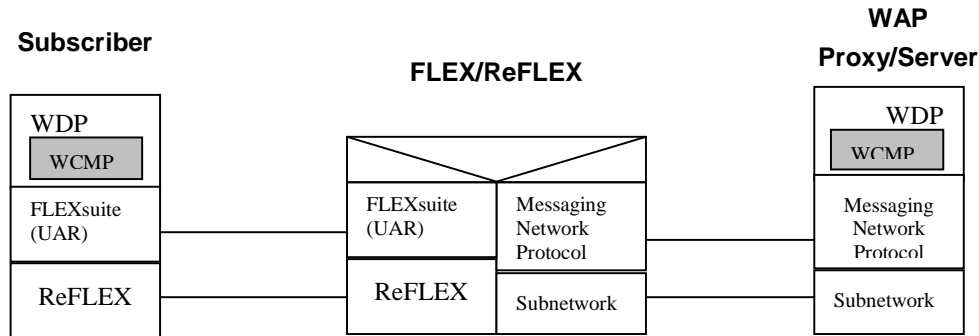 Subscriber
FLEX/ReFLEX
WAP
Proxy/Server
WDP
WCMP
FLEXsuite
(UAR)
ReFLEX
FLEXsuite
(UAR)
Messaging
Network
Protocol
ReFLEX
Subnetwork
WDP
WCMP
Messaging
Network
Protocol
Subnetwork